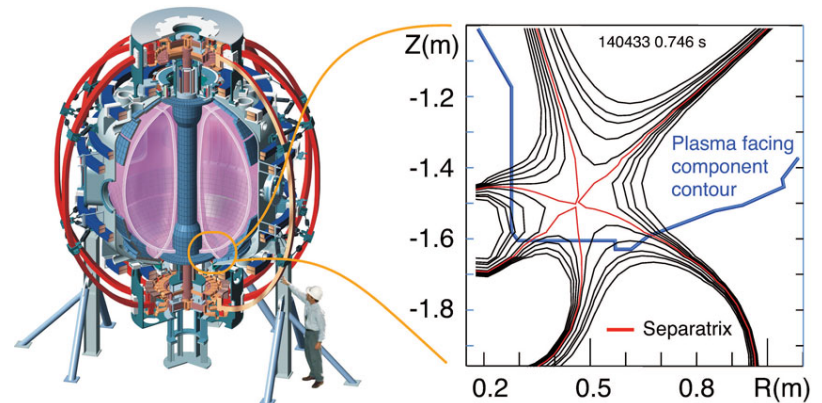 Z(m)
140433 0.746 s
-1.2
-1.4
-1.6
-1.8
Plasma facing
component
contour
Separatrix
0.2
0.5
0.8
R(m)